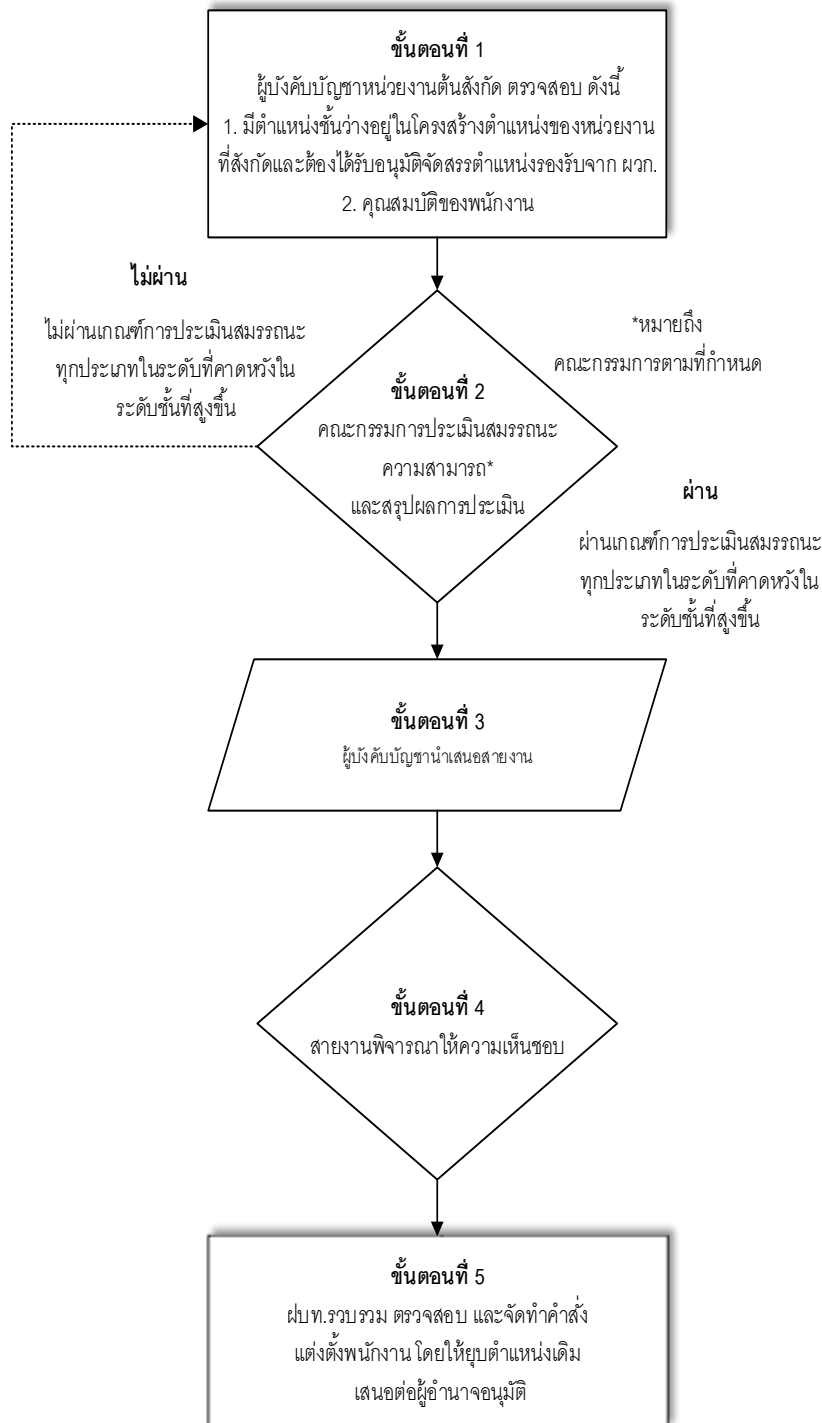 ขั้นตอนที่ 1
ผู้บังคับบัญชาหน่วยงานต้นสังกัด ตรวจสอบ ดังนี้
1. มีตำแหน่งชั้นว่างอยู่ในโครงสร้างตำแหน่งของหน่วยงาน
ที่สังกัดและต้องได้รับอนุมัติจัดสรรตำแหน่งรองรับจาก ผวก.
2. คุณสมบัติของพนักงาน
ไม่ผ่าน
ไม่ผ่านเกณฑ์การประเมินสมรรถนะ
ทุกประเภทในระดับที่คาดหวังใน
ระดับชั้นที่สูงขึ้น
*หมายถึง
คณะกรรมการตามที่กำหนด
ขั้นตอนที่ 2
คณะกรรมการประเมินสมรรถนะ
ความสามารถ*
และสรุปผลการประเมิน
ผ่าน
ผ่านเกณฑ์การประเมินสมรรถนะ
ทุกประเภทในระดับที่คาดหวังใน
ระดับชั้นที่สูงขึ้น
ขั้นตอนที่ 3
ผู้บังคับบัญชานำเสนอสายงาน
ขั้นตอนที่ 4
สายงานพิจารณาให้ความเห็นชอบ
ขั้นตอนที่ 5
ฝบท.รวบรวม ตรวจสอบ และจัดทำคำสั่ง
แต่งตั้งพนักงาน โดยให้ยุบตำแหน่งเดิม
เสนอต่อผู้อำนาจอนุมัติ